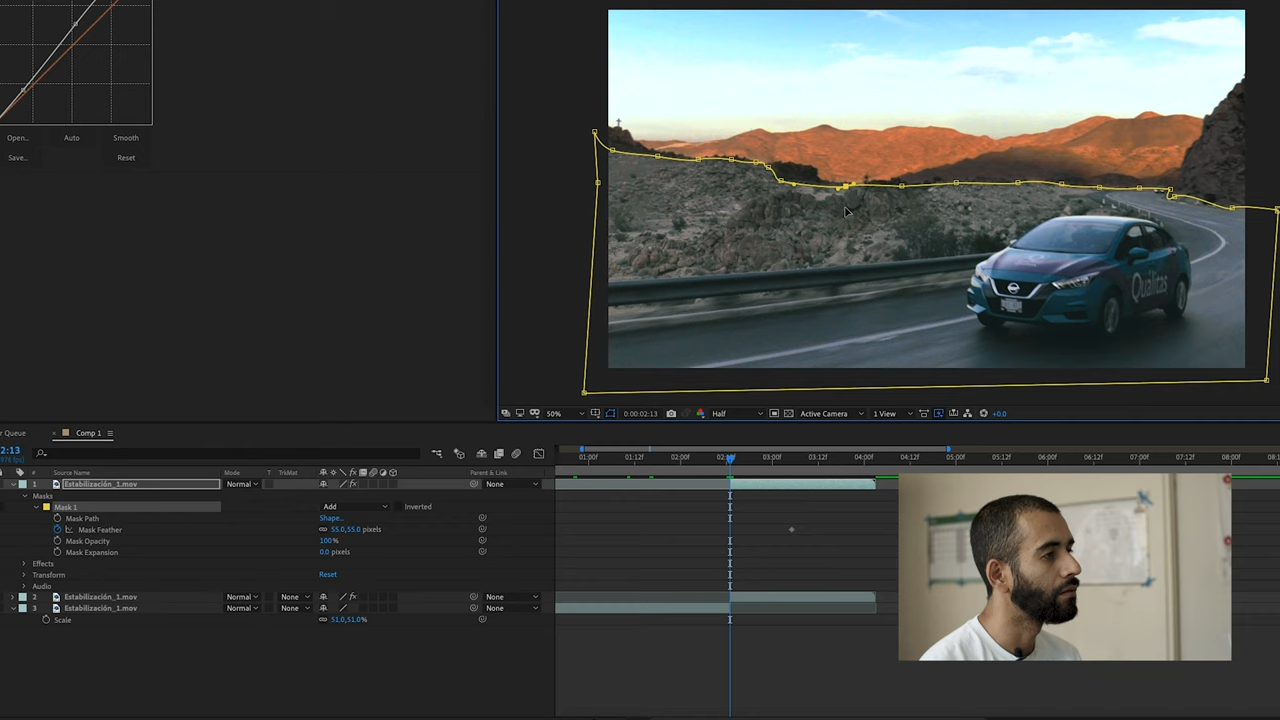 Open...
Auto
Smooth
Save...
Reset
Qualitas
50%
0:00:02:13
Half
Active Camera
1 View
+0.0
r Queue
× Comp 1
2:13
# Source Name Mode T TrkMat Parent & Link
1 Estabilización_1.mov Normal None
Masks
Mask 1 Add Inverted
Mask Path Shape...
Mask Feather 55.0,55.0 pixels
Mask Opacity 100%
Mask Expansion 0.0 pixels
Effects
Transform Reset
Audio
2 Estabilización_1.mov Normal None None
3 Estabilización_1.mov Normal None None
Scale 51.0,51.0%
01:00 01:12f 02:00f 03:00f 03:12f 04:00f 04:12f 05:00f 05:12f 06:00f 06:12f 07:00f 07:12f 08:00f